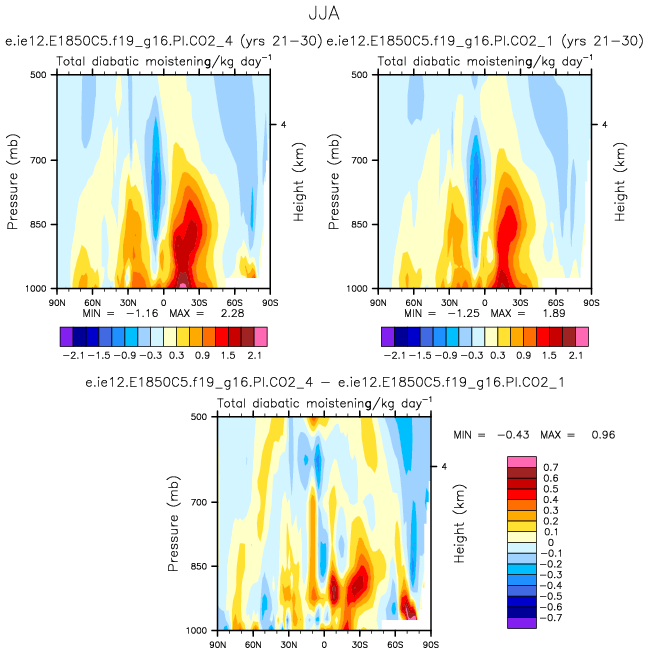 JJA
e.ie12.E1850C5.f19_g16.PI.CO2_4 (yrs 21-30) e.ie12.E1850C5.f19_g16.PI.CO2_1 (yrs 21-30)
Total diabatic moistening/kg day⁻¹ Total diabatic moistening/kg day⁻¹
Pressure (mb)
500
700
850
1000
90N 60N 30N 0 30S 60S 90S
4
Height (km)
MIN = -1.16 MAX = 2.28
-2.1 -1.5 -0.9 -0.3 0.3 0.9 1.5 2.1
Pressure (mb)
500
700
850
1000
90N 60N 30N 0 30S 60S 90S
4
Height (km)
MIN = -1.25 MAX = 1.89
-2.1 -1.5 -0.9 -0.3 0.3 0.9 1.5 2.1
e.ie12.E1850C5.f19_g16.PI.CO2_4 - e.ie12.E1850C5.f19_g16.PI.CO2_1
Total diabatic moistening/kg day⁻¹
Pressure (mb)
500
700
850
1000
90N 60N 30N 0 30S 60S 90S
4
Height (km)
MIN = -0.43 MAX = 0.96
0.7
0.6
0.5
0.4
0.3
0.2
0.1
0
-0.1
-0.2
-0.3
-0.4
-0.5
-0.6
-0.7